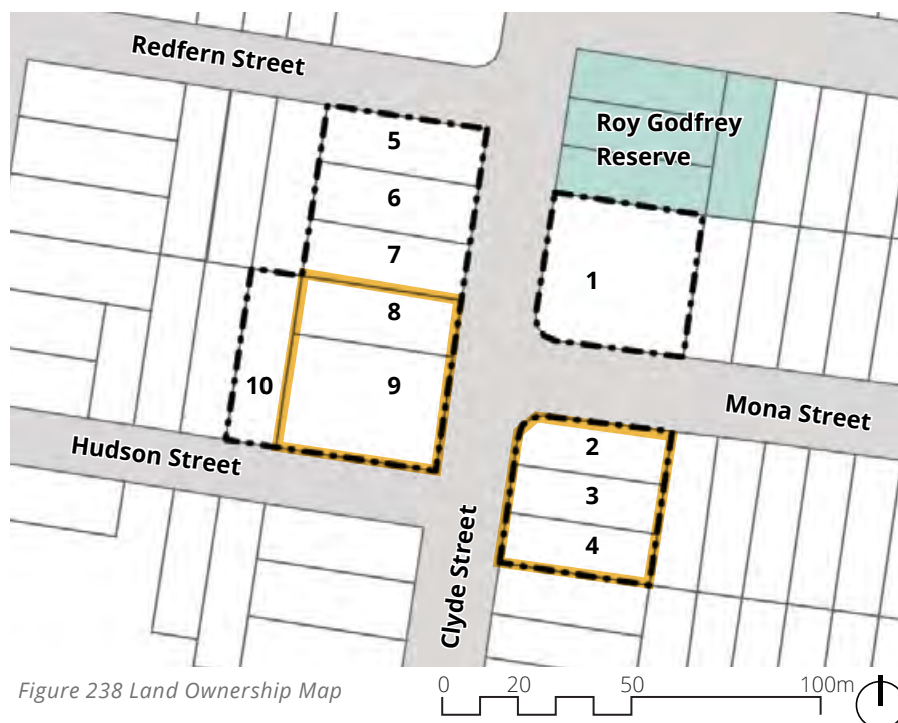 Redfern Street
Roy Godfrey
Reserve
5
6
7
8
9
10
1
Mona Street
2
3
4
Hudson Street
Clyde Street
Figure 238 Land Ownership Map
0 20 50 100m